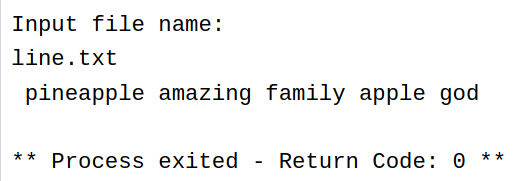 Input file name:
line.txt
pineapple amazing family apple god
** Process exited - Return Code: 0 **